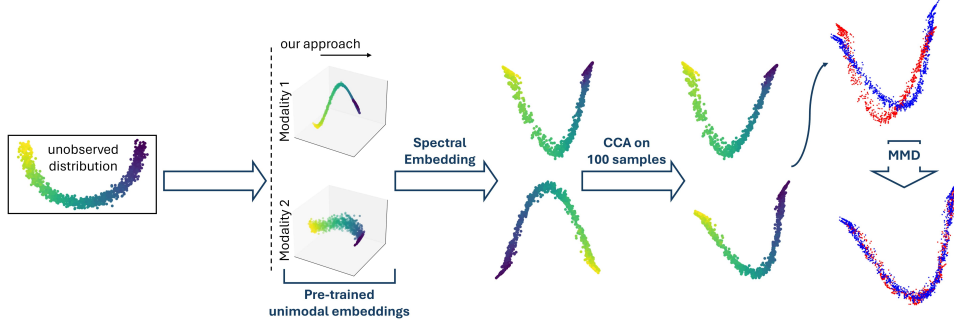 unobserved
distribution
our approach
Modality 1
Modality 2
Pre-trained
unimodal embeddings
Spectral
Embedding
CCA on
100 samples
MMD